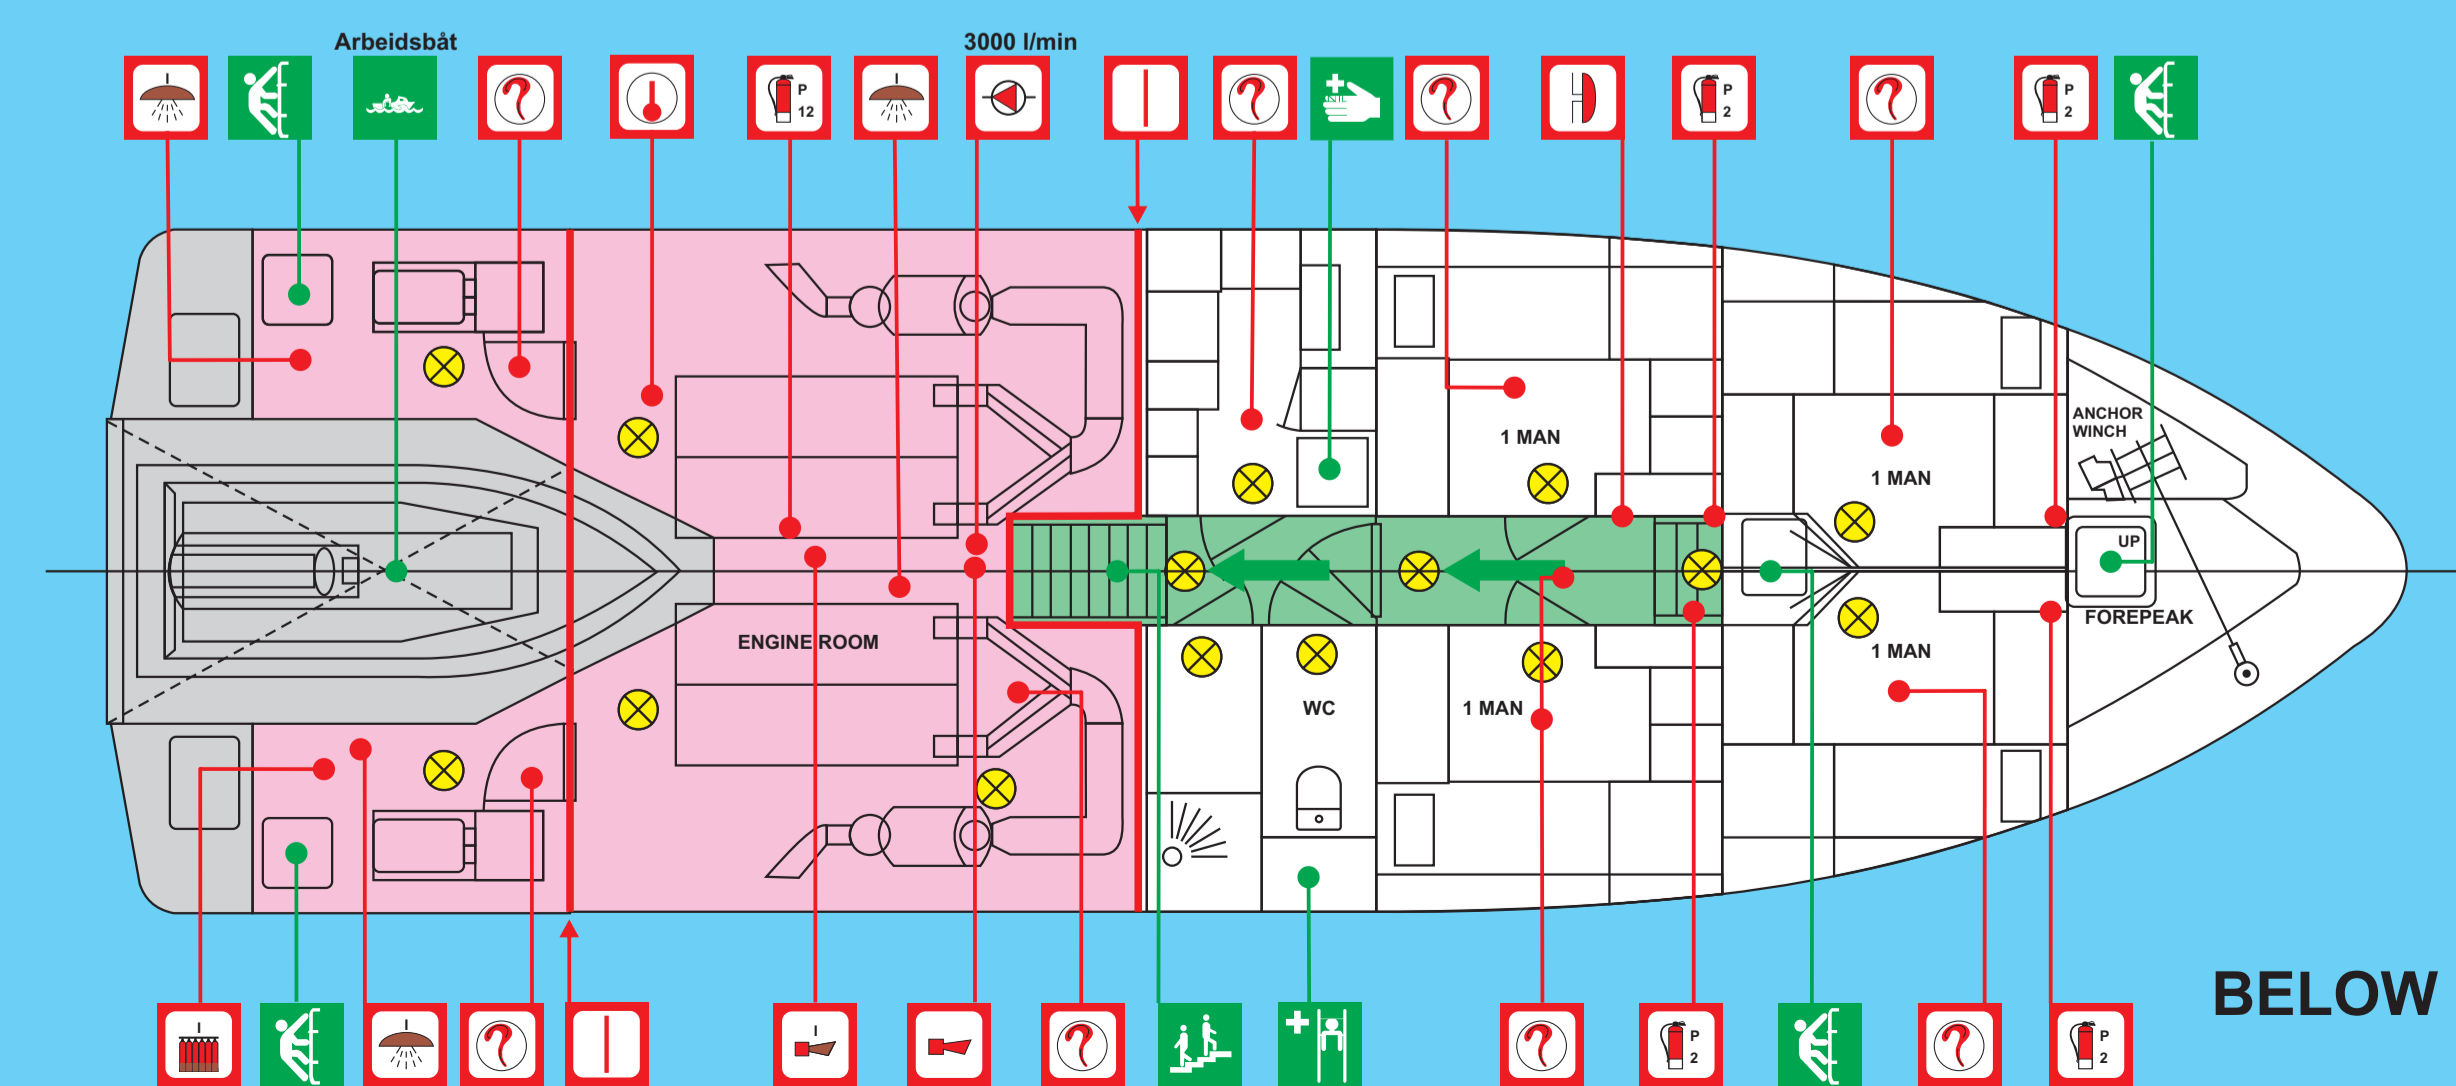 Arbeidsbåt
3000 l/min
I
P
12
I
P
2
P
2
ANCHOR
WINCH
1 MAN
1 MAN
UP
FOREPEAK
ENGINE ROOM
1 MAN
WC
1 MAN
BELOW
I
I
I
P
2
P
2